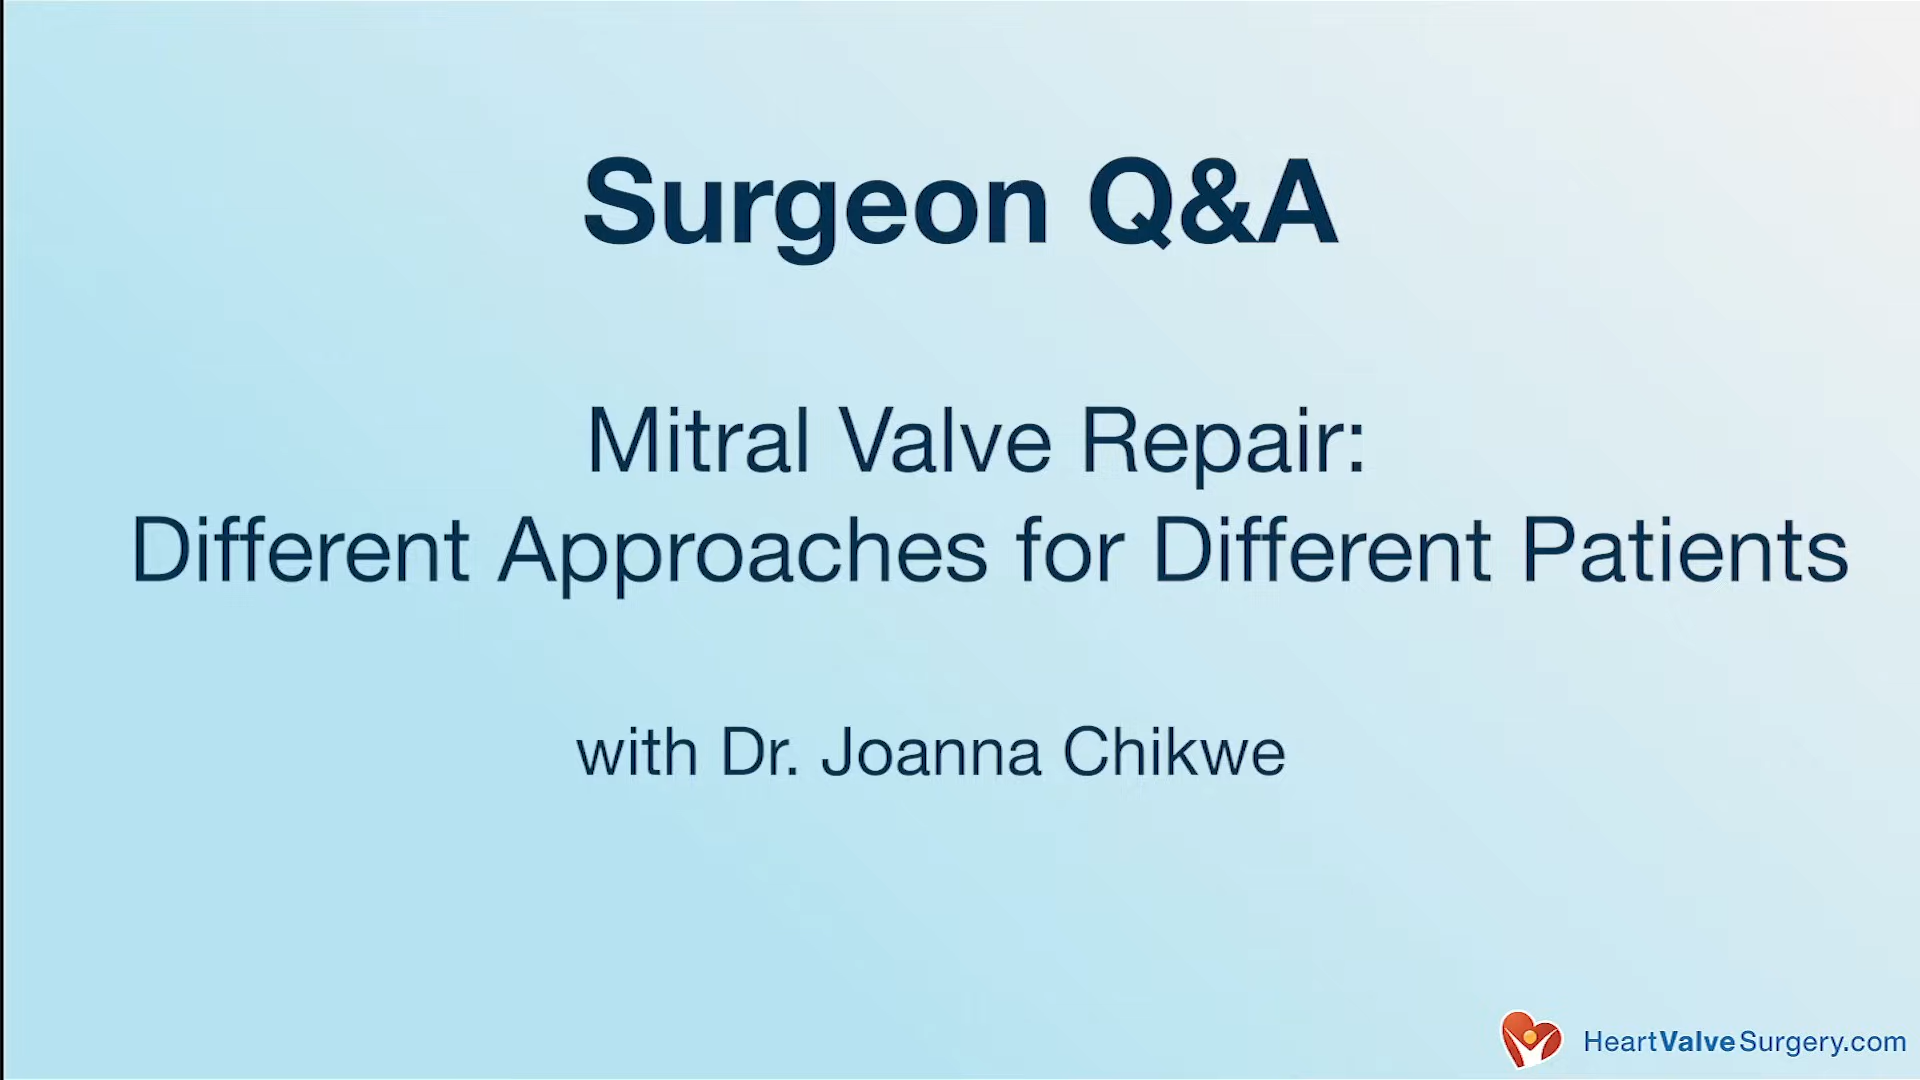 Surgeon Q&A
Mitral Valve Repair:
Different Approaches for Different Patients
with Dr. Joanna Chikwe
HeartValveSurgery.com